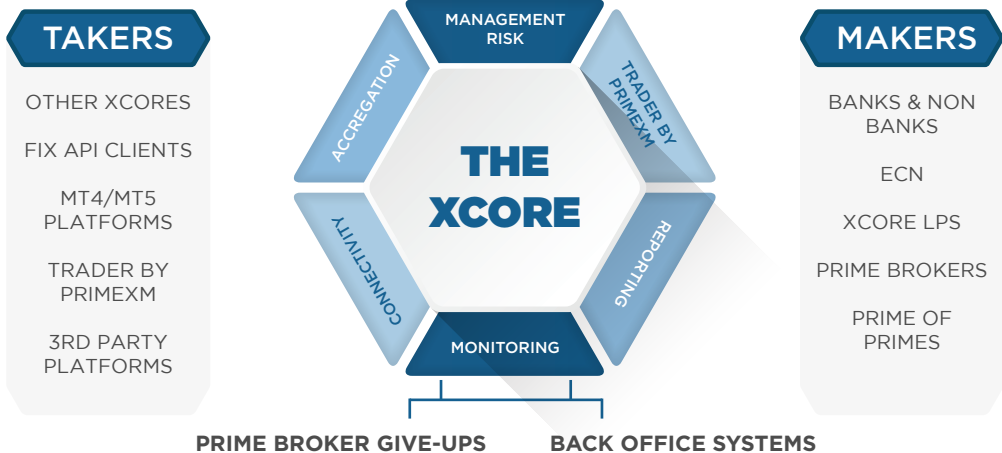 TAKERS
OTHER XCORES
FIX API CLIENTS
MT4/MT5
PLATFORMS
TRADER BY
PRIMEXM
3RD PARTY
PLATFORMS
MANAGEMENT
RISK
ACCREGATION
TRADER BY
PRIMEXM
THE
XCORE
CONNECTIVITY
REPORTING
MONITORING
PRIME BROKER GIVE-UPS
BACK OFFICE SYSTEMS
MAKERS
BANKS & NON
BANKS
ECN
XCORE LPS
PRIME BROKERS
PRIME OF
PRIMES